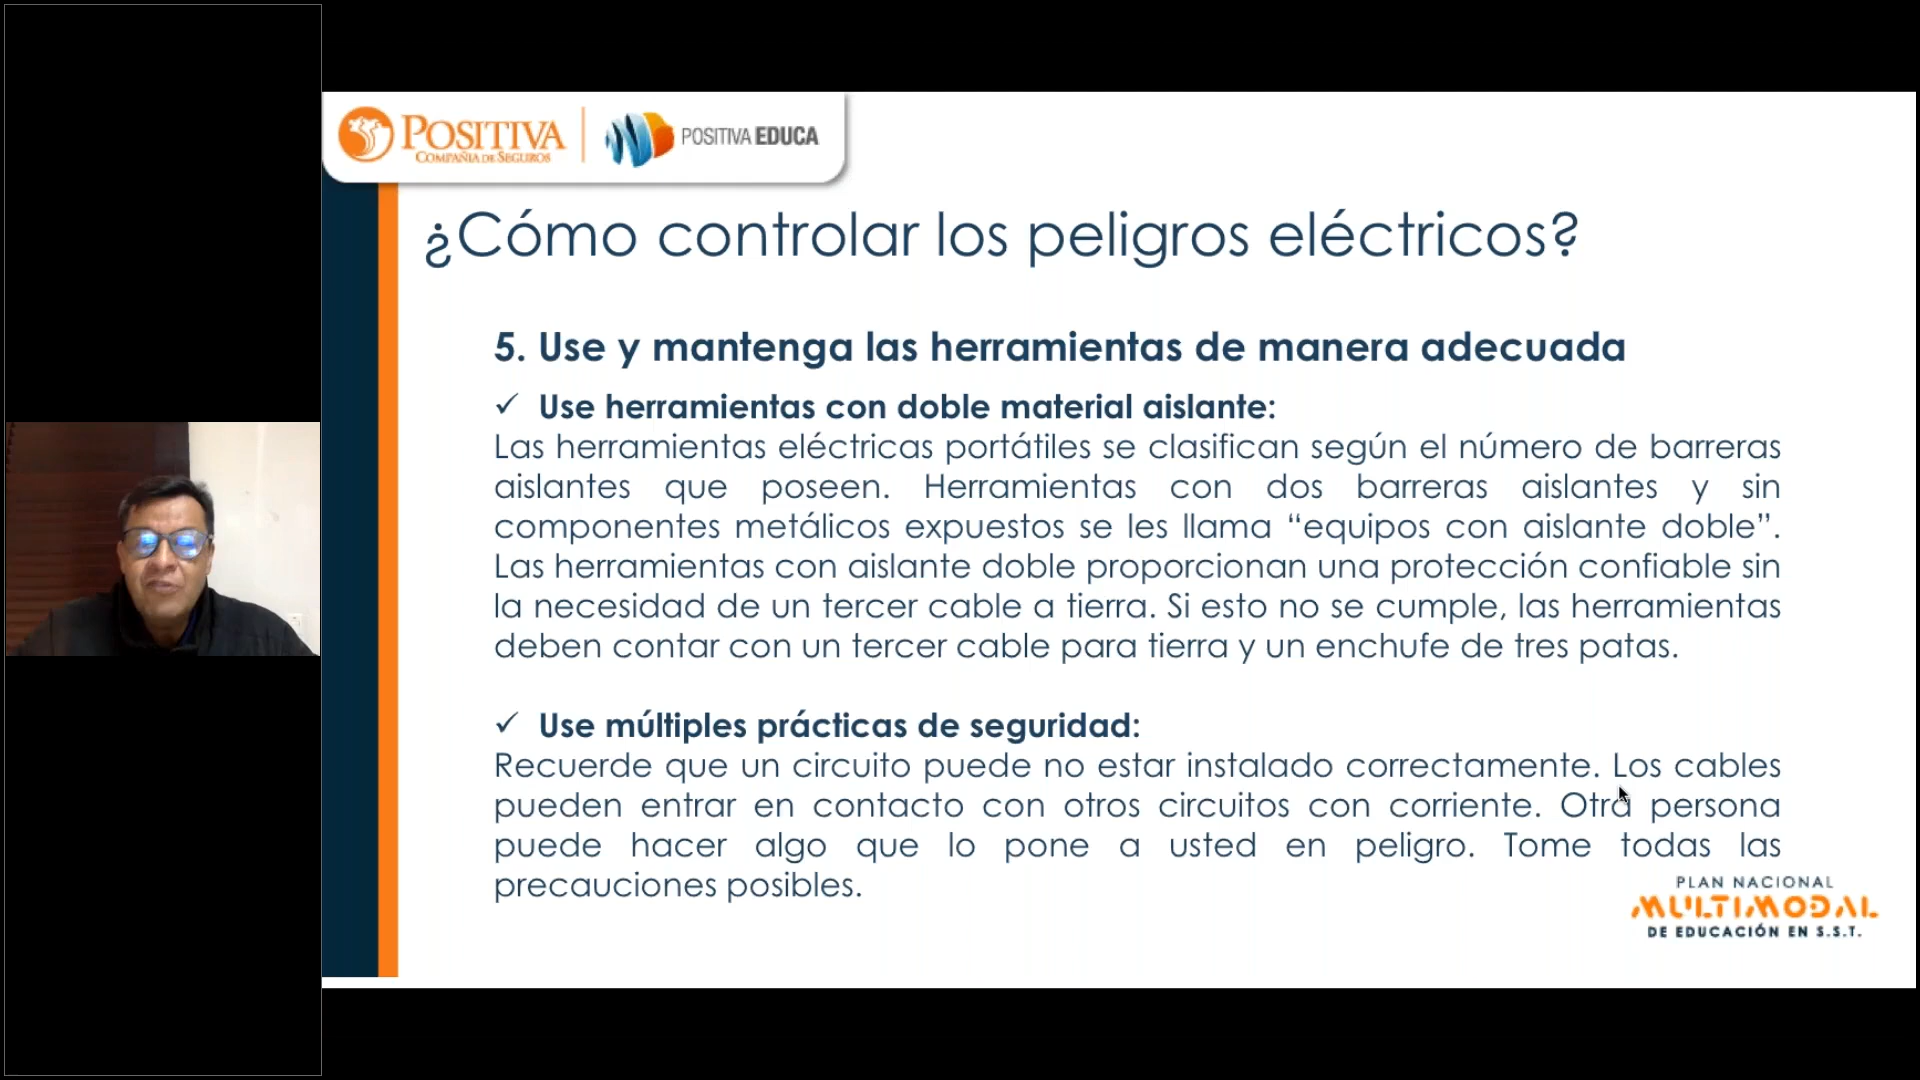 POSITIVA
COMPAÑIA DE SEGUROS
POSITIVA EDUCA
¿Cómo controlar los peligros eléctricos?
5. Use y mantenga las herramientas de manera adecuada
✓ Use herramientas con doble material aislante:
Las herramientas eléctricas portátiles se clasifican según el número de barreras
aislantes que poseen. Herramientas con dos barreras aislantes y sin
componentes metálicos expuestos se les llama “equipos con aislante doble”.
Las herramientas con aislante doble proporcionan una protección confiable sin
la necesidad de un tercer cable a tierra. Si esto no se cumple, las herramientas
deben contar con un tercer cable para tierra y un enchufe de tres patas.
✓ Use múltiples prácticas de seguridad:
Recuerde que un circuito puede no estar instalado correctamente. Los cables
pueden entrar en contacto con otros circuitos con corriente. Otra persona
puede hacer algo que lo pone a usted en peligro. Tome todas las
precauciones posibles.
PLAN NACIONAL
MULTIMODAL
DE EDUCACIÓN EN S.S.T.